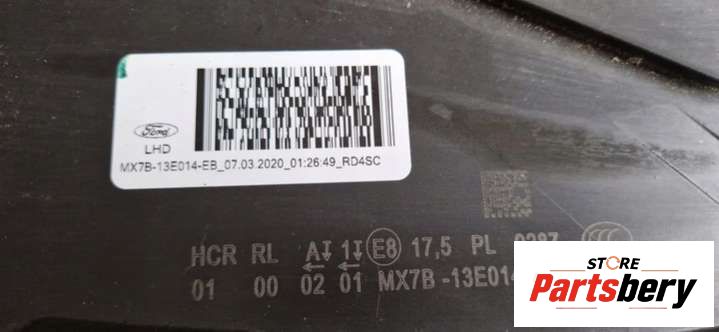 Ford
LHD
MX7B-13E014-EB_07.03.2020_01:26:49_RD4SC
HCR RL A 1 E8 17,5 PL
01 00 02 01 MX7B-13E014
STORE
Partsbery